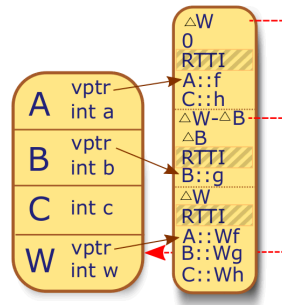 A
vptr
int a
B
vptr
int b
C
int c
W
vptr
int w
△W
0
RTTI
A::f
C::h
△W-△B
△B
RTTI
B::g
△W
RTTI
A::Wf
B::Wg
C::Wh